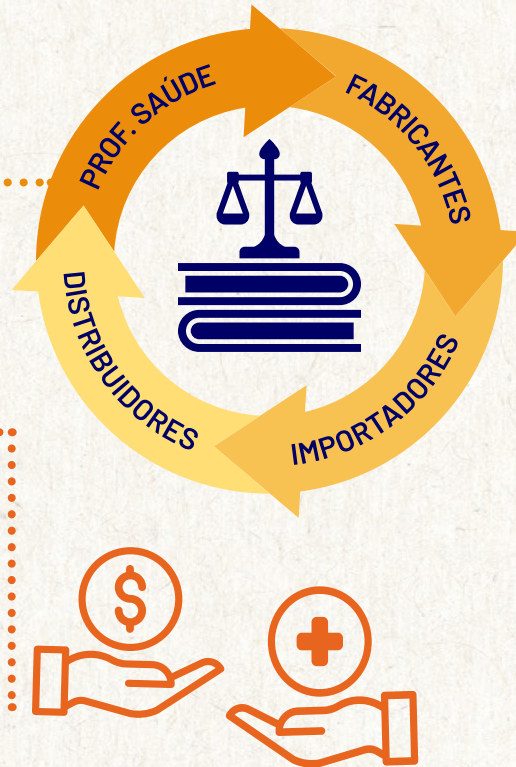 PROF. SAÚDE
FABRICANTES
IMPORTADORES
DISTRIBUIDORES
$